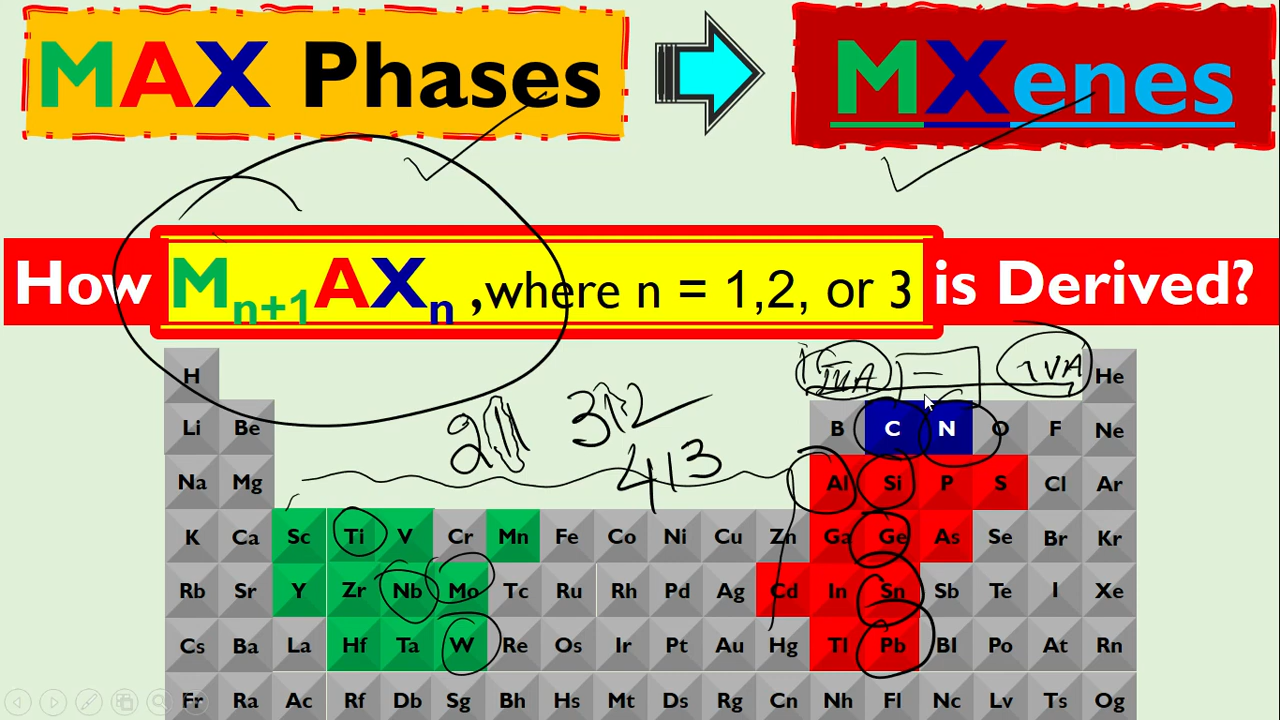 MAX Phases
MXenes
How Mn+1AXn ,where n = 1,2, or 3 is Derived?
211 312
413
IIIA = IVA
H He
Li Be B C N O F Ne
Na Mg Al Si P S Cl Ar
K Ca Sc Ti V Cr Mn Fe Co Ni Cu Zn Ga Ge As Se Br Kr
Rb Sr Y Zr Nb Mo Tc Ru Rh Pd Ag Cd In Sn Sb Te I Xe
Cs Ba La Hf Ta W Re Os Ir Pt Au Hg Tl Pb BI Po At Rn
Fr Ra Ac Rf Db Sg Bh Hs Mt Ds Rg Cn Nh Fl Nc Lv Ts Og